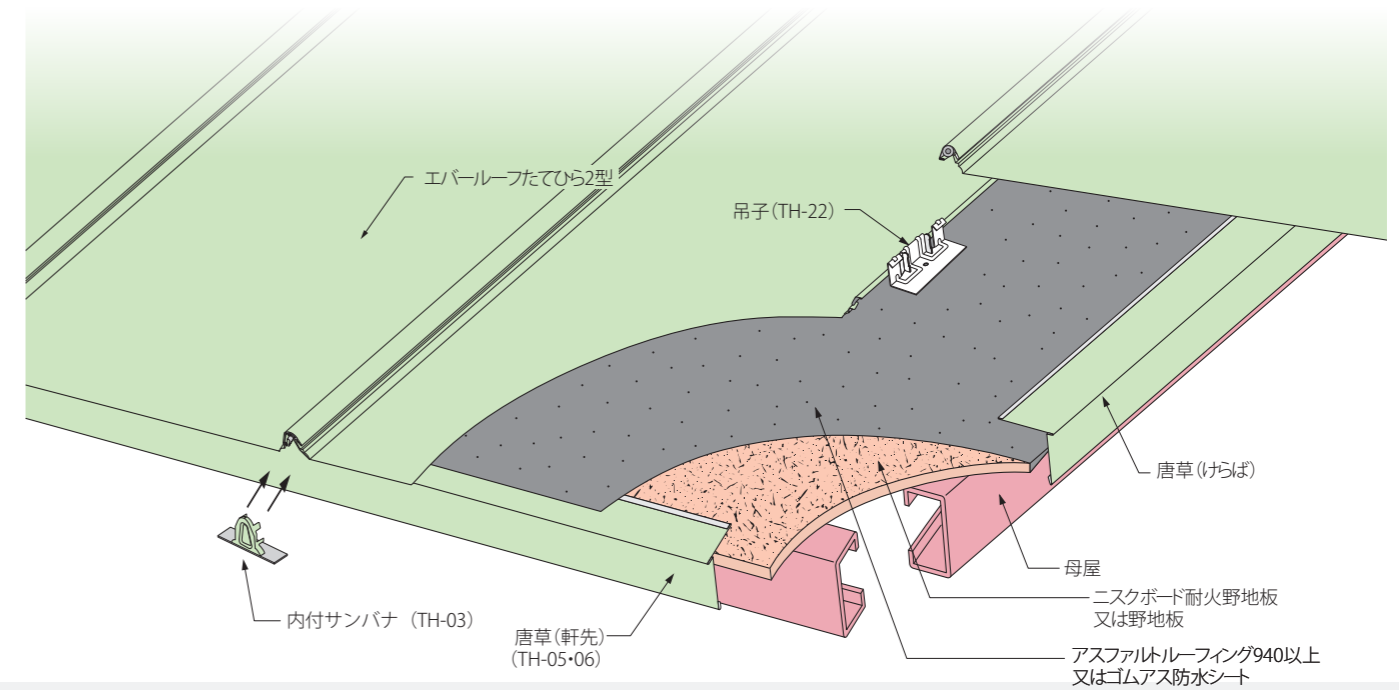 エバールーフたてひら2型
吊子(TH-22)
唐草(けらば)
母屋
ニスクボード耐火野地板
又は野地板
内付サンバナ (TH-03)
唐草(軒先)
(TH-05•06)
アスファルトルーフィング940以上
又はゴムアス防水シート